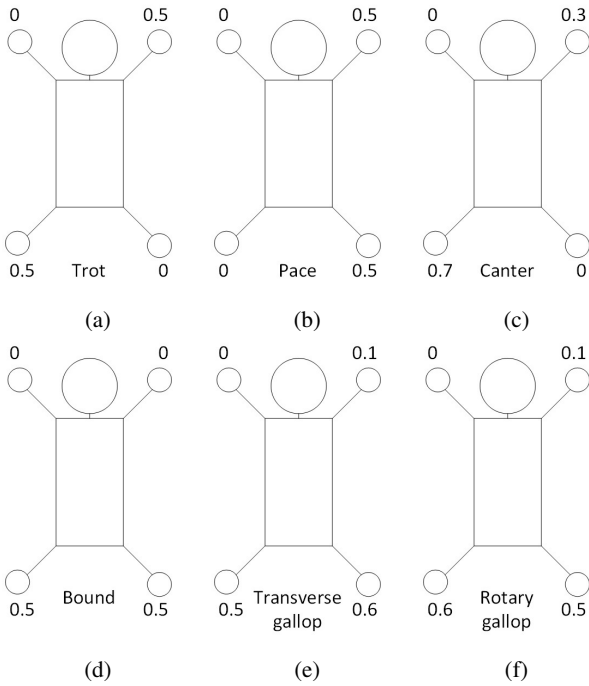 0 0.5 0 0.5 0 0.3
0.5 Trot 0 0 Pace 0.5 0.7 Canter 0
(a) (b) (c)
0 0 0 0.1 0 0.1
0.5 Bound 0.5 0.5 Transverse gallop 0.6 0.6 Rotary gallop 0.5
(d) (e) (f)